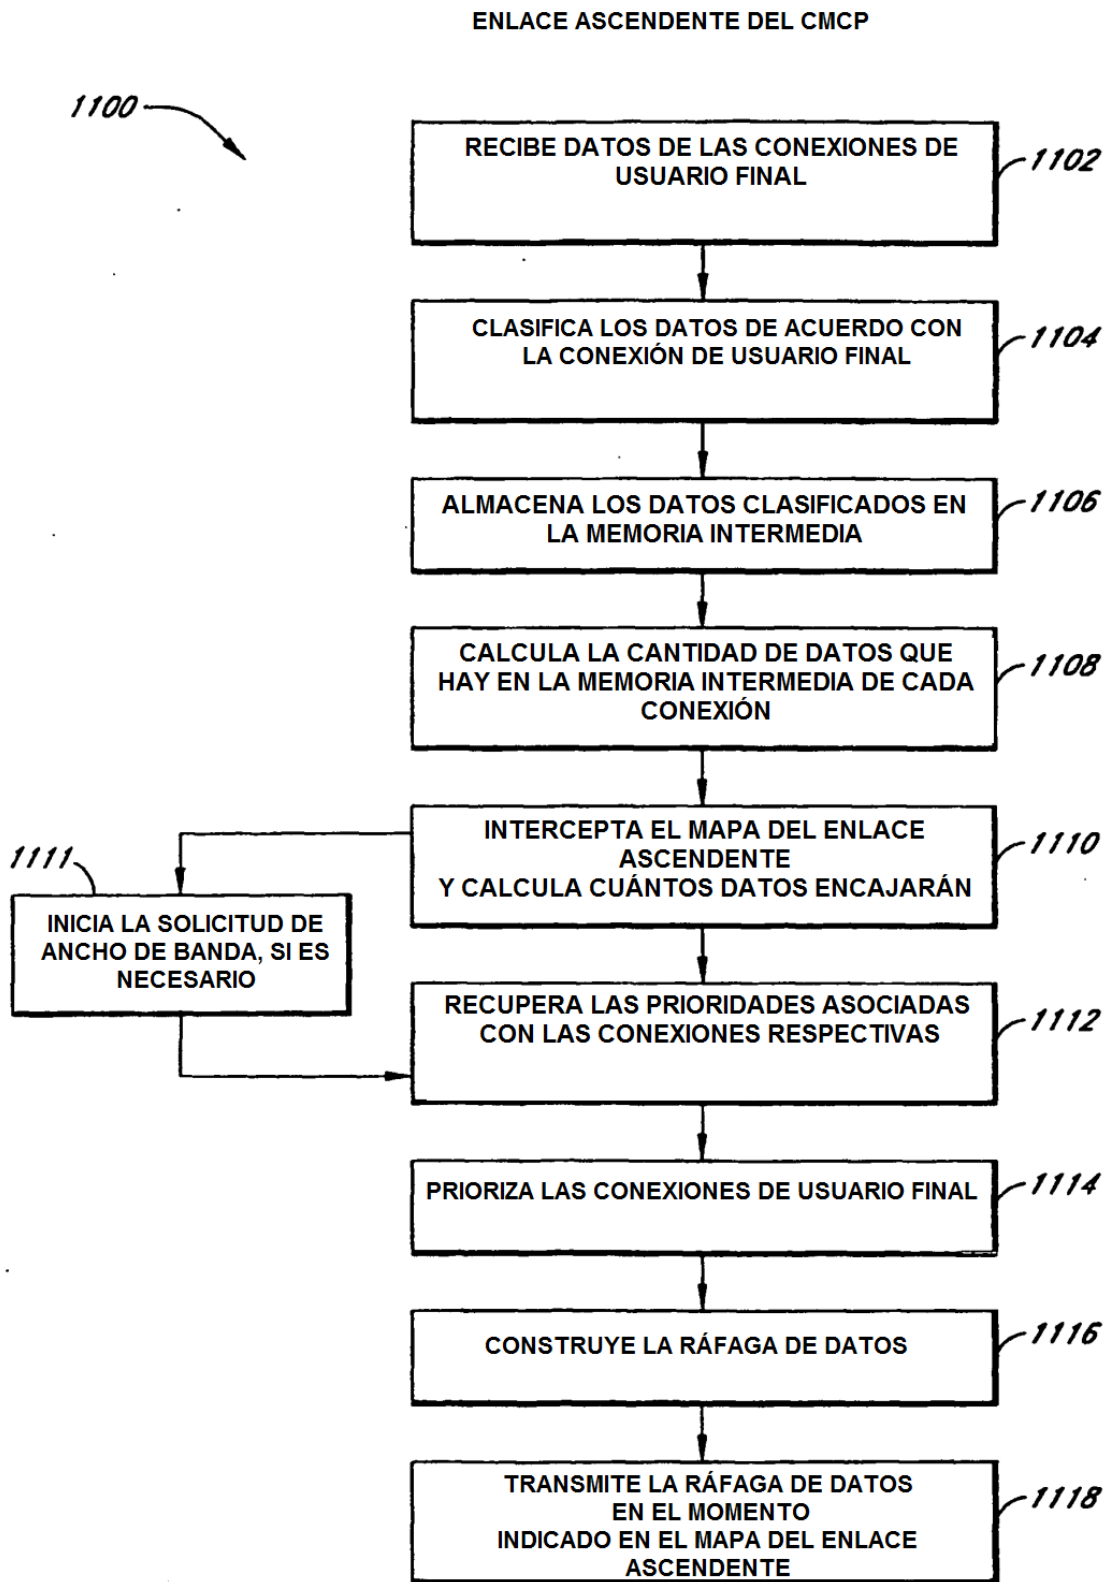 ENLACE ASCENDENTE DEL CMCP
1100
RECIBE DATOS DE LAS CONEXIONES DE
USUARIO FINAL
1102
CLASIFICA LOS DATOS DE ACUERDO CON
LA CONEXIÓN DE USUARIO FINAL
1104
ALMACENA LOS DATOS CLASIFICADOS EN
LA MEMORIA INTERMEDIA
1106
CALCULA LA CANTIDAD DE DATOS QUE
HAY EN LA MEMORIA INTERMEDIA DE CADA
CONEXIÓN
1108
INTERCEPTA EL MAPA DEL ENLACE
ASCENDENTE
Y CALCULA CUÁNTOS DATOS ENCAJARÁN
1110
1111
INICIA LA SOLICITUD DE
ANCHO DE BANDA, SI ES
NECESARIO
RECUPERA LAS PRIORIDADES ASOCIADAS
CON LAS CONEXIONES RESPECTIVAS
1112
PRIORIZA LAS CONEXIONES DE USUARIO FINAL
1114
CONSTRUYE LA RÁFAGA DE DATOS
1116
TRANSMITE LA RÁFAGA DE DATOS
EN EL MOMENTO
INDICADO EN EL MAPA DEL ENLACE
ASCENDENTE
1118